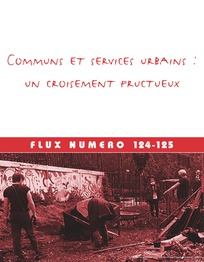 COMMUNS ET SERVICES URBAINS :
UN CROISEMENT FRUCTUEUX
FLUX NUMERO 124-125